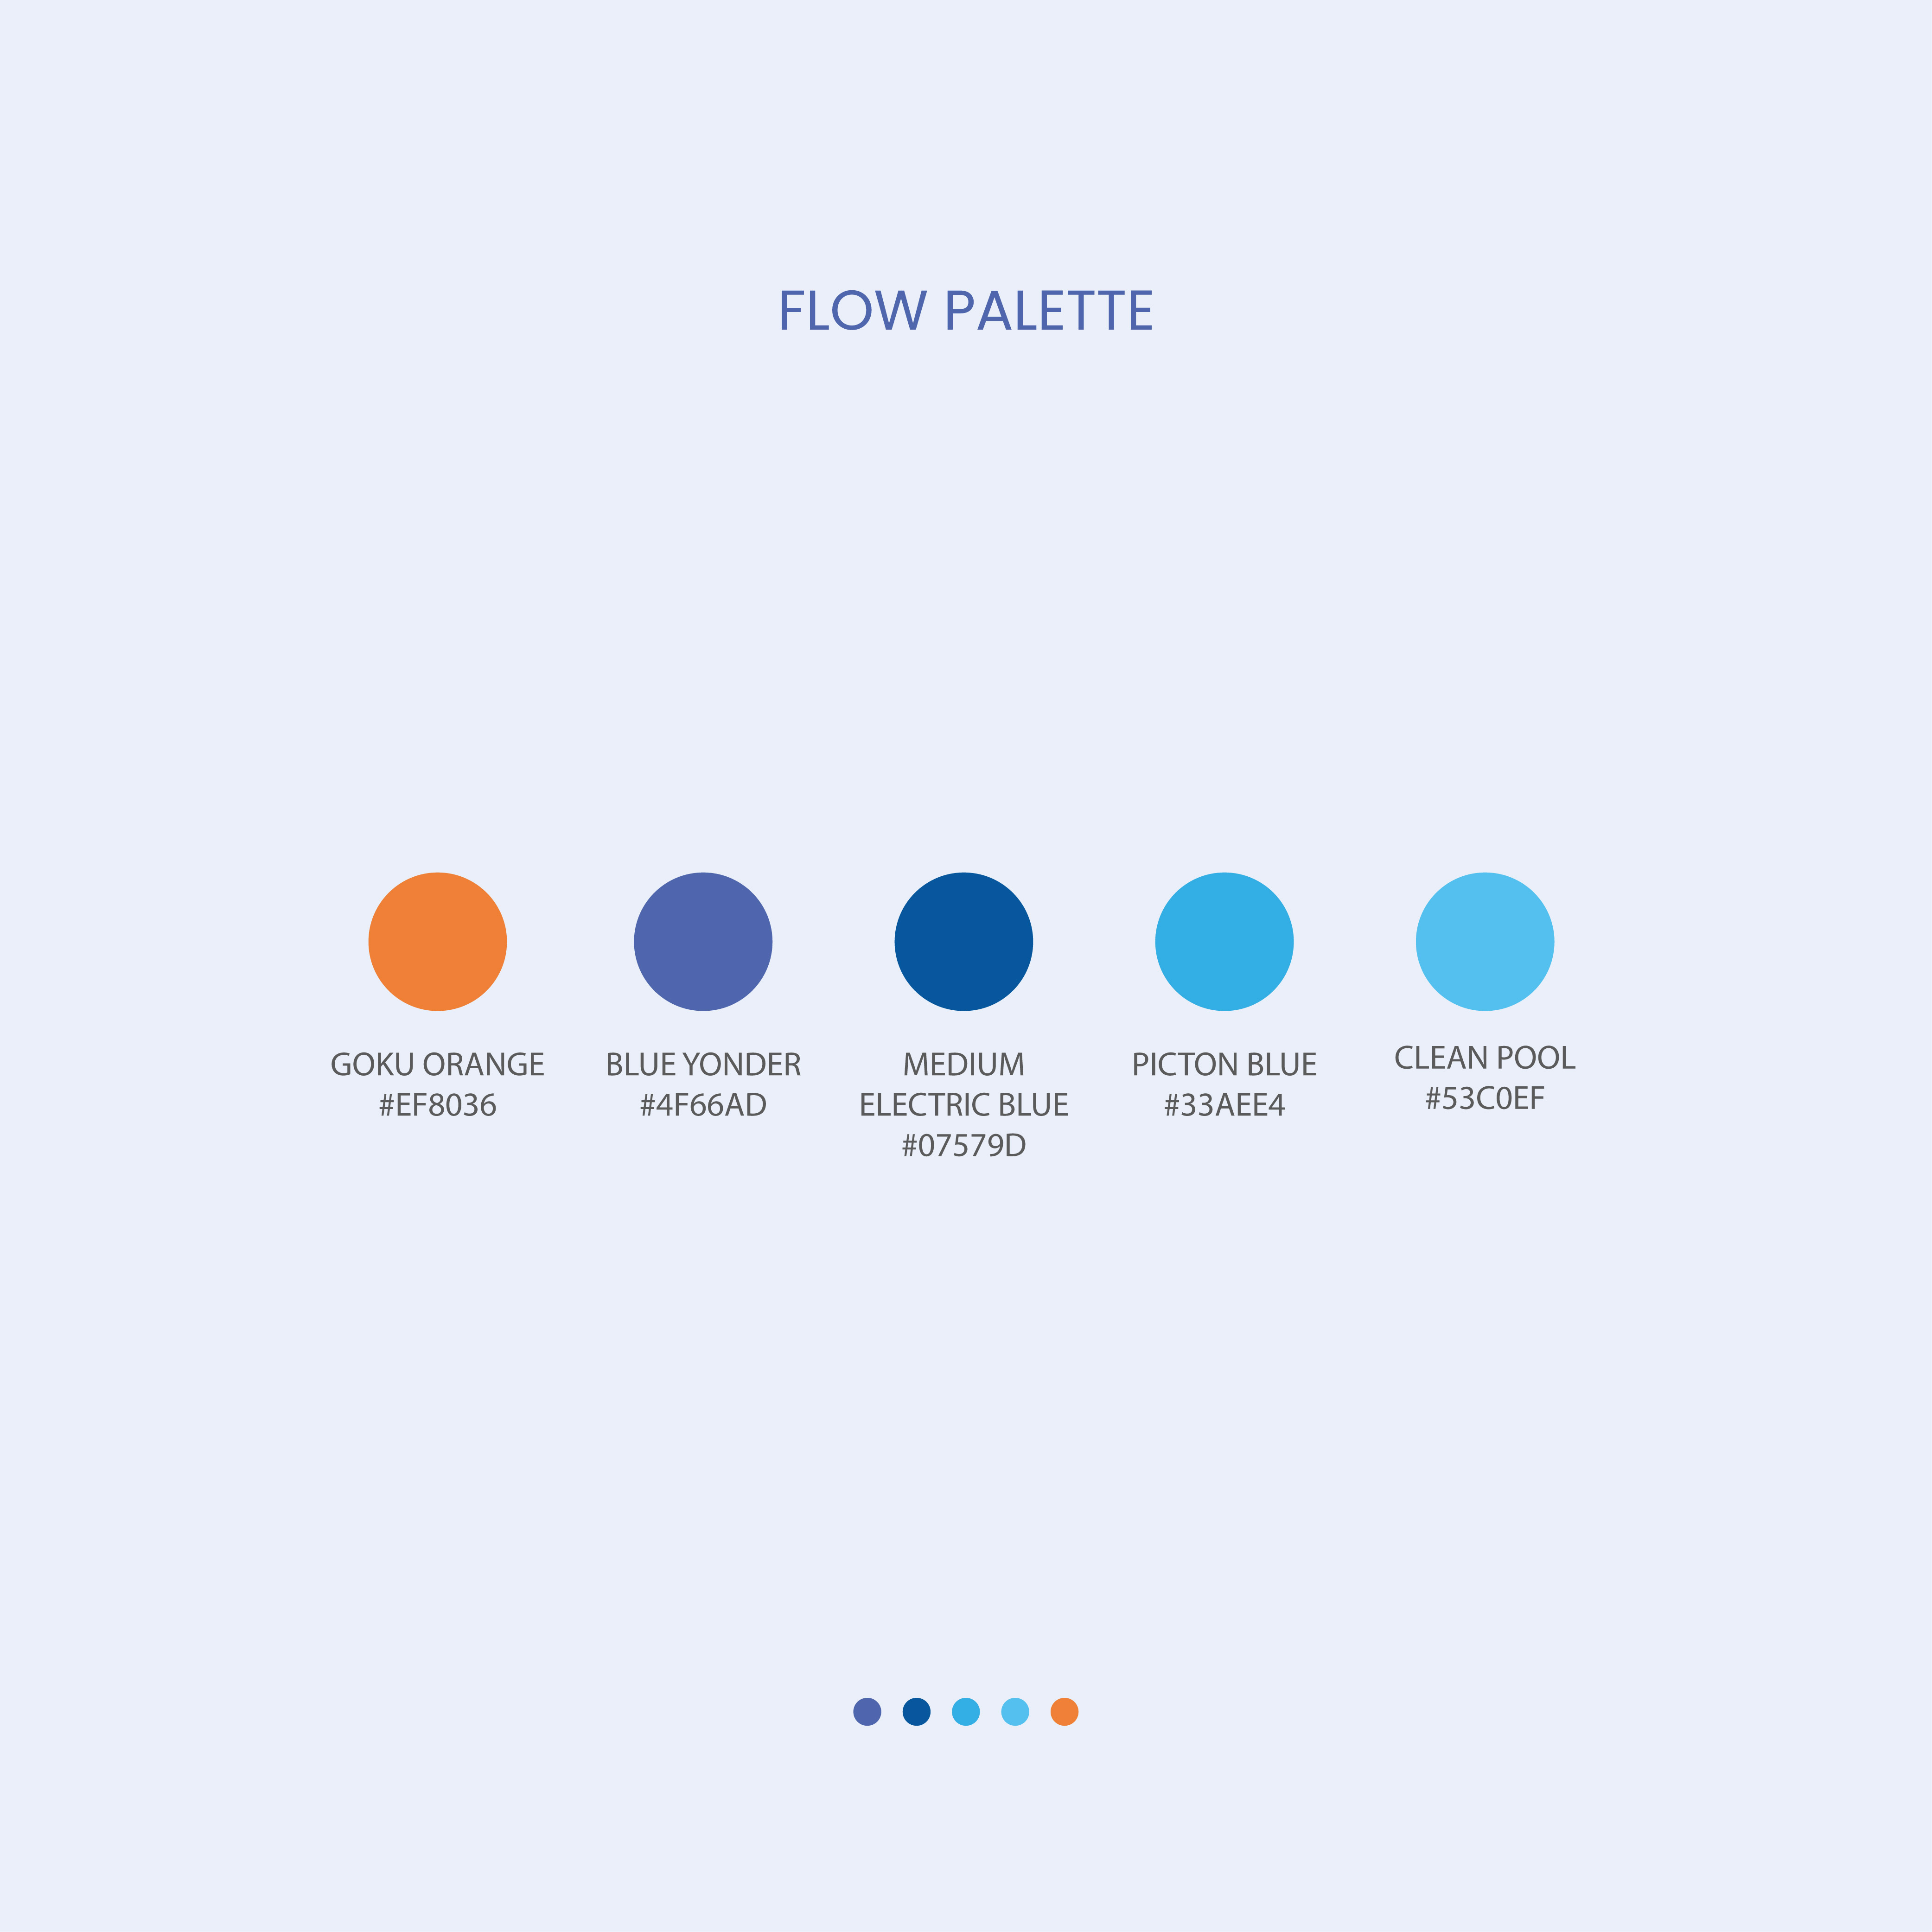 FLOW PALETTE
GOKU ORANGE
#EF8036
BLUE YONDER
#4F66AD
MEDIUM
ELECTRIC BLUE
#07579D
PICTON BLUE
#33AEE4
CLEAN POOL
#53C0EF